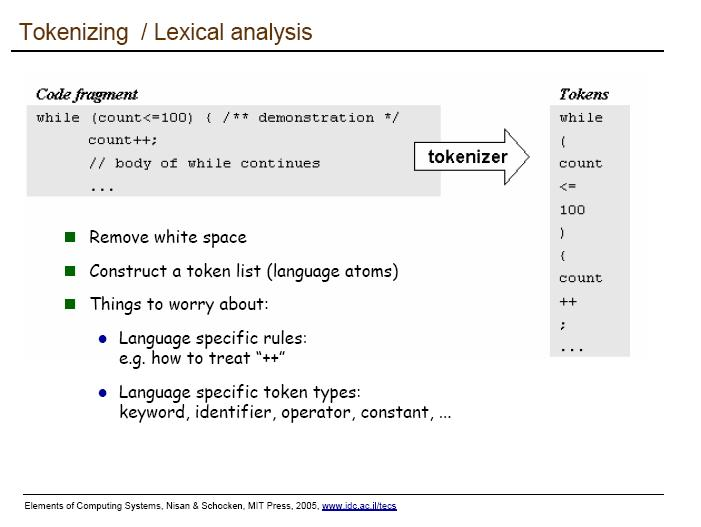 Tokenizing / Lexical analysis
Code fragment
while (count<=100) { /** demonstration */
count++;
// body of while continues
...
tokenizer
Tokens
while
(
count
<=
100
)
{
count
++
;
...
Remove white space
Construct a token list (language atoms)
Things to worry about:
Language specific rules:
e.g. how to treat “++”
Language specific token types:
keyword, identifier, operator, constant, ...
Elements of Computing Systems, Nisan & Schocken, MIT Press, 2005, www.idc.ac.il/tecs